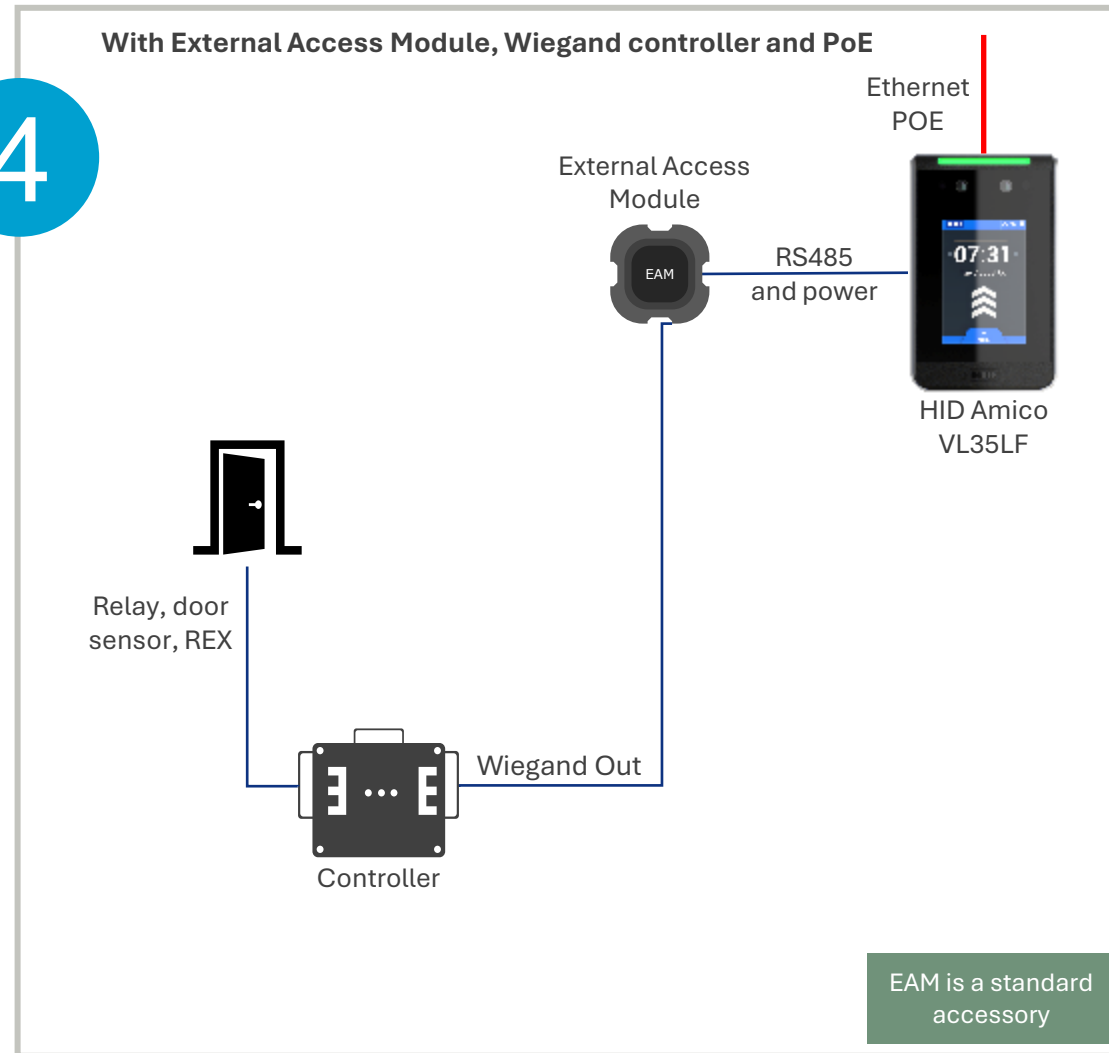 With External Access Module, Wiegand controller and PoE
4
Ethernet
POE
External Access
Module
EAM
RS485
and power
07:31
HID Amico
VL35LF
Relay, door
sensor, REX
Wiegand Out
Controller
EAM is a standard
accessory